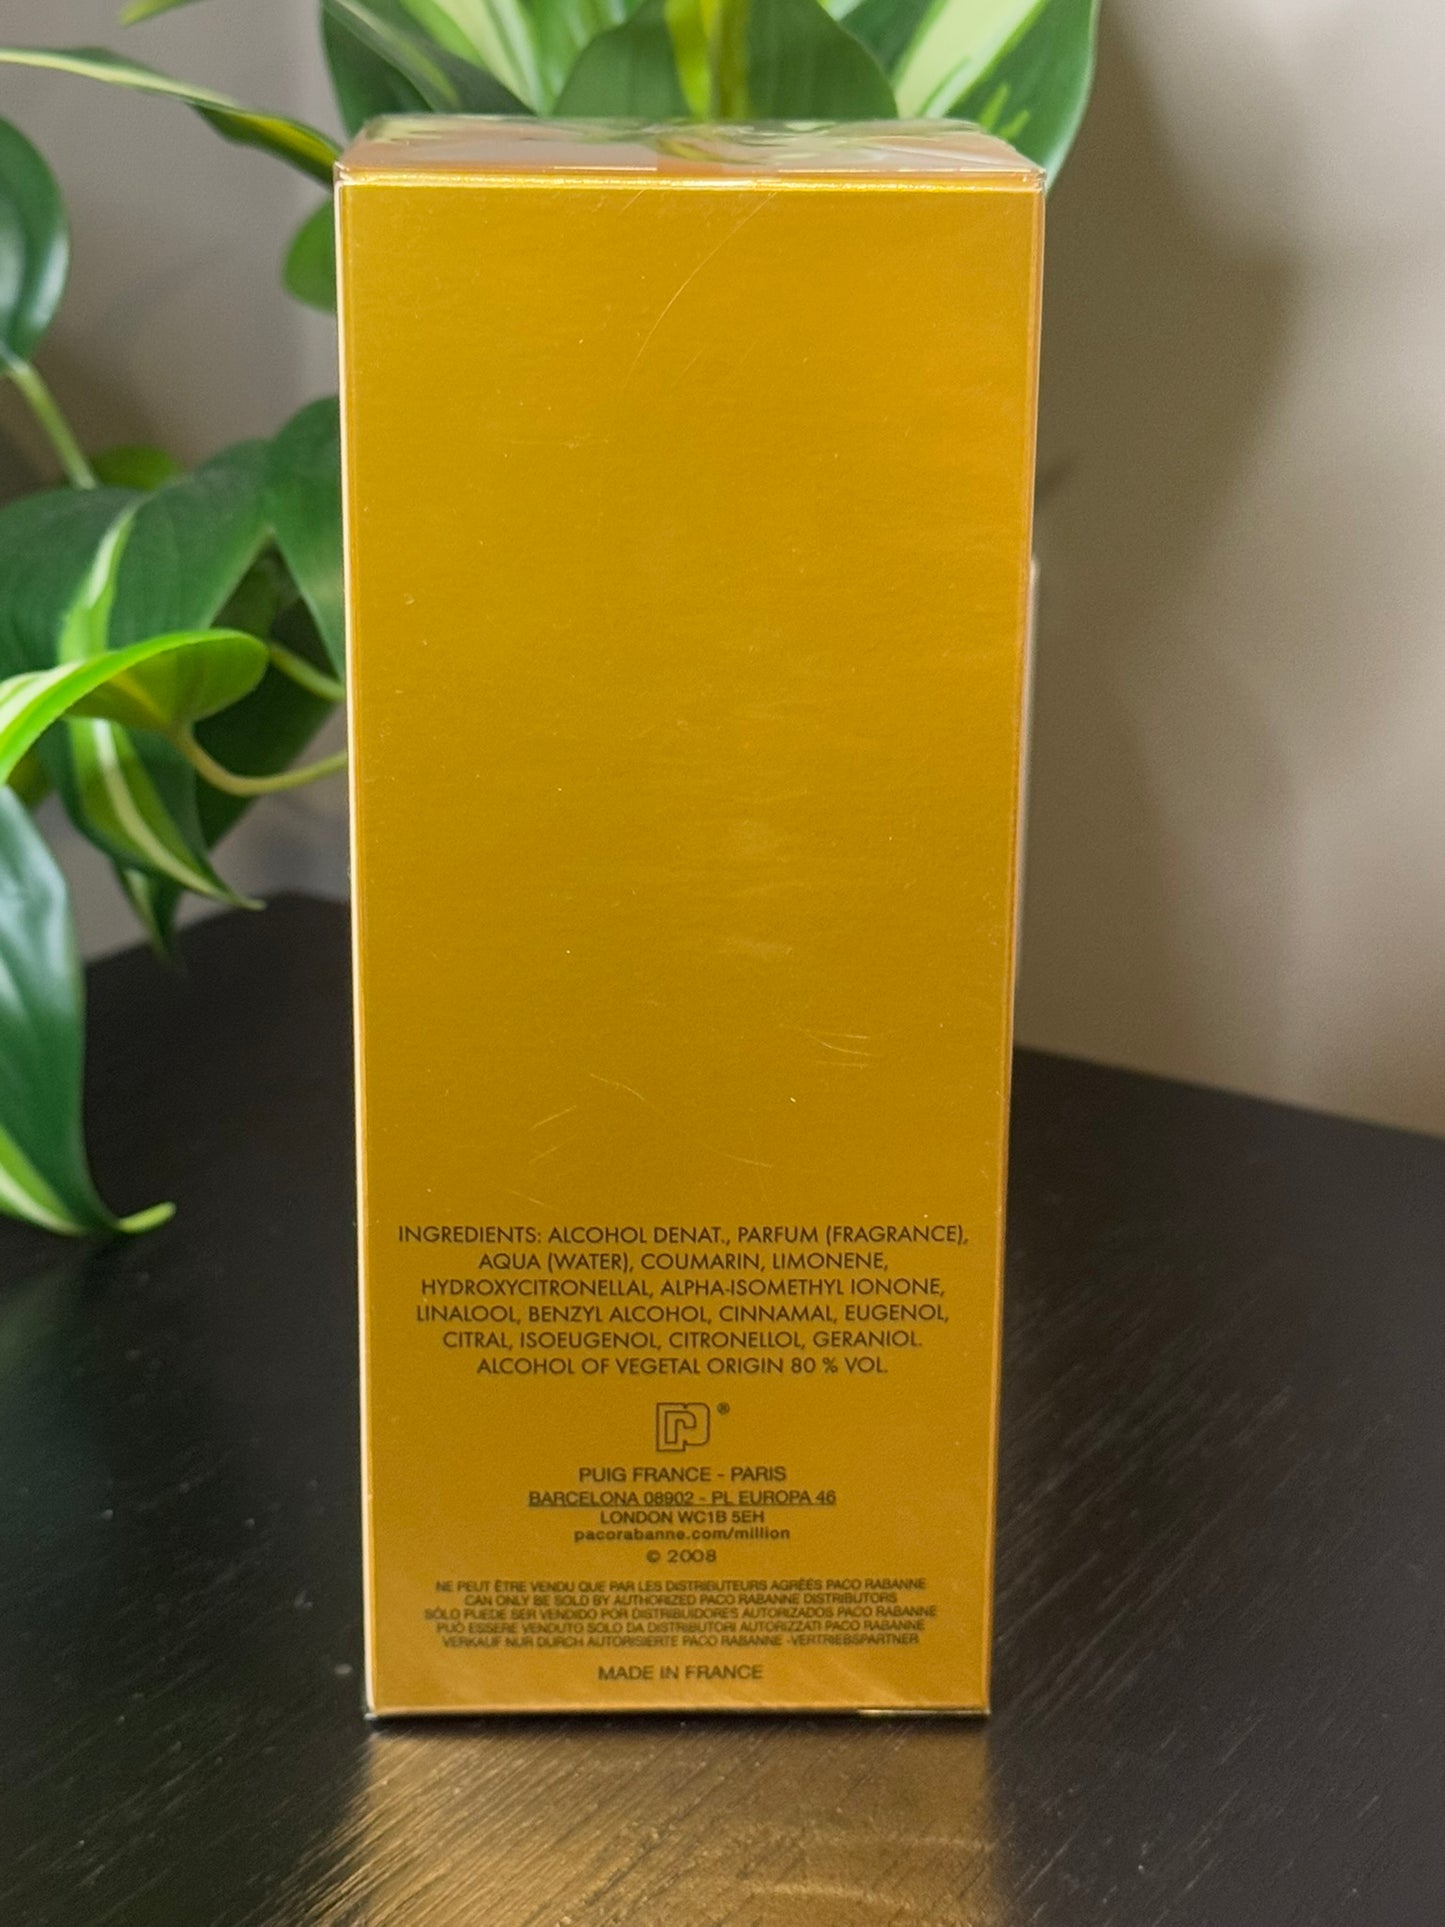 INGREDIENTS: ALCOHOL DENAT., PARFUM (FRAGRANCE),
AQUA (WATER), COUMARIN, LIMONENE,
HYDROXYCITRONELLAL, ALPHA-ISOMETHYL IONONE,
LINALOOL, BENZYL ALCOHOL, CINNAMAL, EUGENOL,
CITRAL, ISOEUGENOL, CITRONELLOL, GERANIOL.
ALCOHOL OF VEGETAL ORIGIN 80 % VOL.
®
PUIG FRANCE - PARIS
BARCELONA 08902 - PL EUROPA 46
LONDON WC1B 5EH
pacorabanne.com/million
© 2008
NE PEUT ÊTRE VENDU QUE PAR LES DISTRIBUTEURS AGRÉÉS PACO RABANNE
CAN ONLY BE SOLD BY AUTHORIZED PACO RABANNE DISTRIBUTORS
SÓLO PUEDE SER VENDIDO POR DISTRIBUIDORES AUTORIZADOS PACO RABANNE
PUÒ ESSERE VENDUTO SOLO DA DISTRIBUTORI AUTORIZZATI PACO RABANNE
VERKAUF NUR DURCH AUTORISIERTE PACO RABANNE -VERTRIEBSPARTNER
MADE IN FRANCE